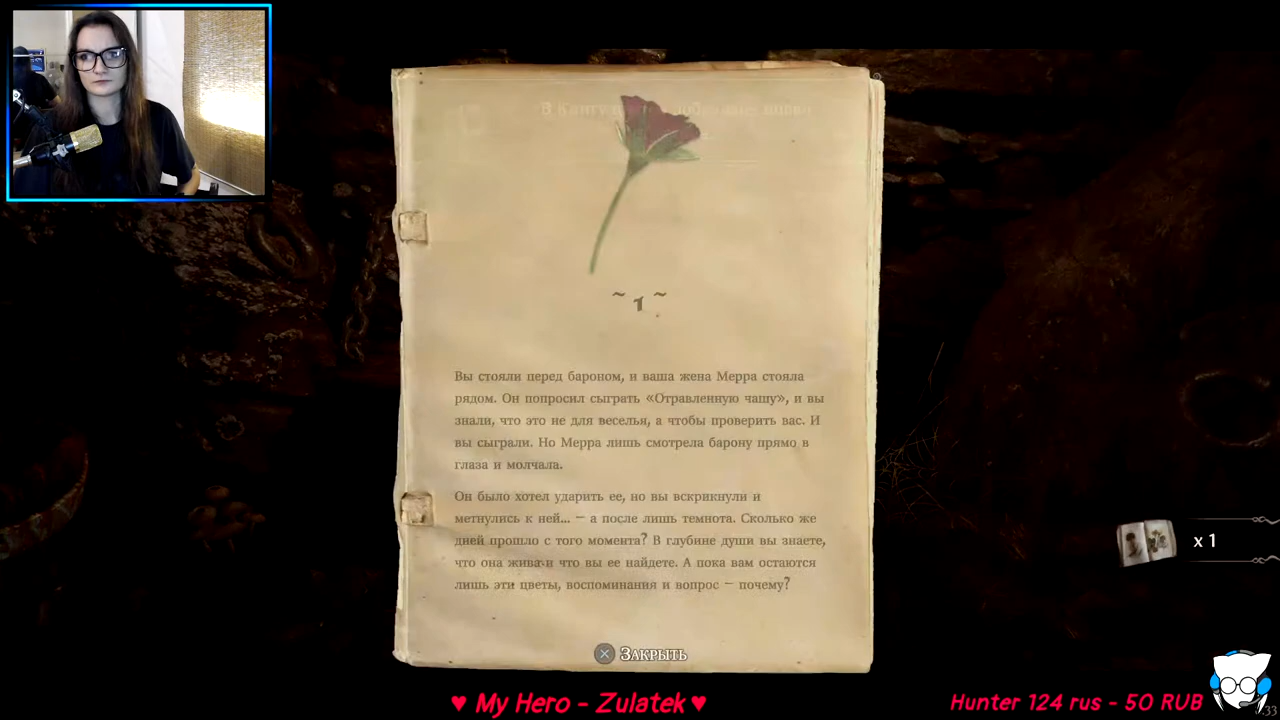 ~ 1 ~
Вы стояли перед бароном, и ваша жена Мерра стояла
рядом. Он попросил сыграть «Отравленную чашу», и вы
знали, что это не для веселья, а чтобы проверить вас. И
вы сыграли. Но Мерра лишь смотрела барону прямо в
глаза и молчала.
Он было хотел ударить ее, но вы вскрикнули и
метнулись к ней... – а после лишь темнота. Сколько же
дней прошло с того момента? В глубине души вы знаете,
что она жива и что вы ее найдете. А пока вам остаются
лишь эти цветы, воспоминания и вопрос – почему?
x 1
Закрыть
♥ My Hero - Zulatek ♥
Hunter 124 rus - 50 RUB